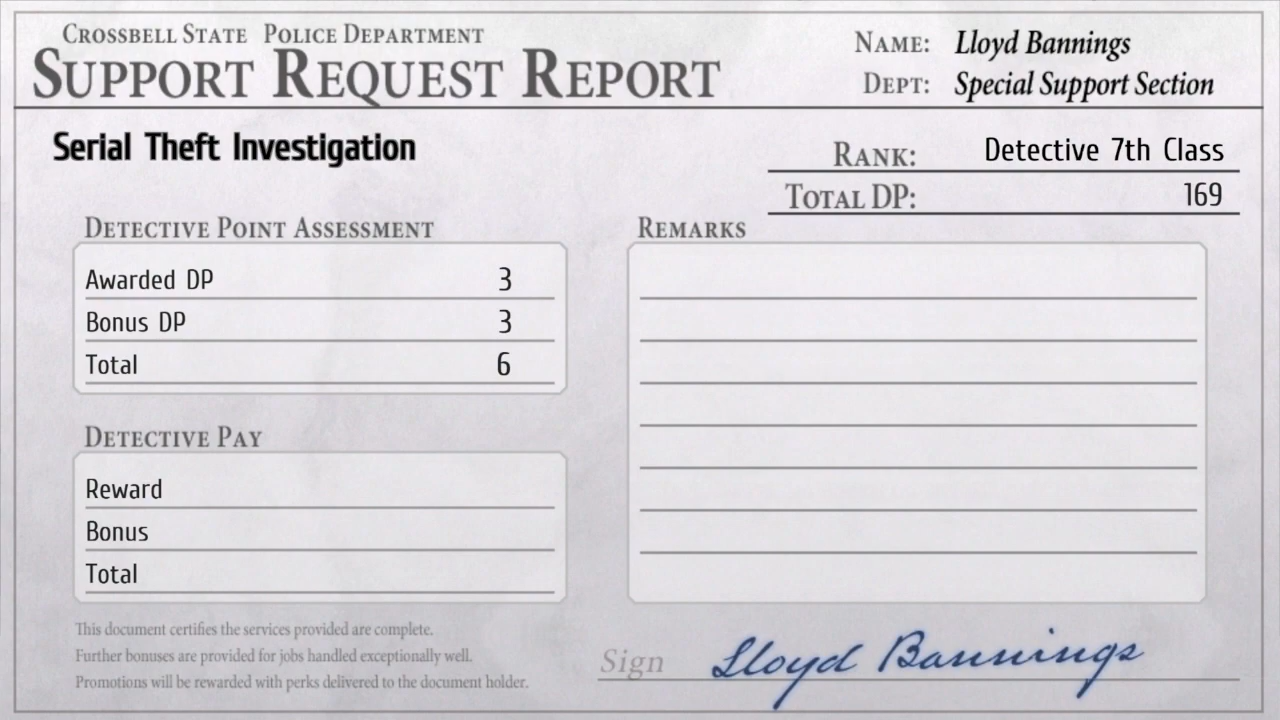 Crossbell State Police Department
Support Request Report
Name: Lloyd Bannings
Dept: Special Support Section
Serial Theft Investigation
Rank: Detective 7th Class
Total DP: 169
Detective Point Assessment
Awarded DP 3
Bonus DP 3
Total 6
Remarks
Detective Pay
Reward
Bonus
Total
This document certifies the services provided are complete.
Further bonuses are provided for jobs handled exceptionally well.
Promotions will be rewarded with perks delivered to the document holder.
Sign Lloyd Bannings